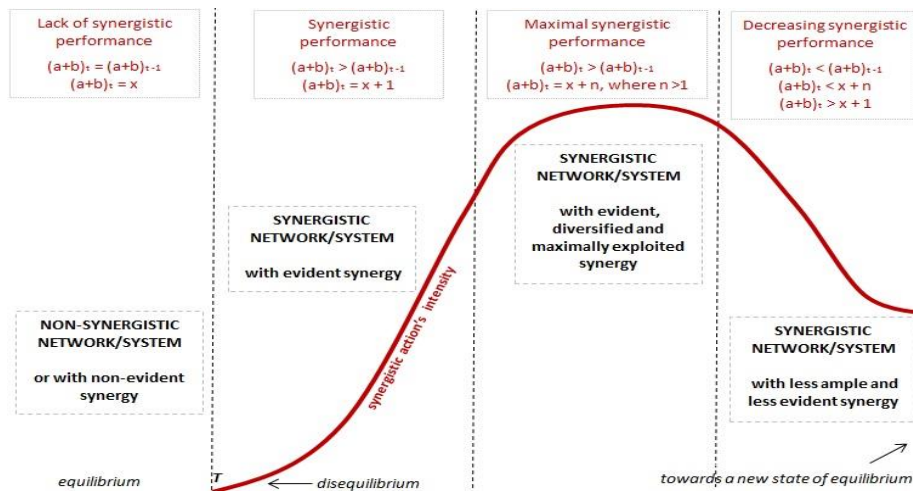 Lack of synergistic
performance
(a+b)ₜ = (a+b)ₜ₋₁
(a+b)ₜ = x
Synergistic
performance
(a+b)ₜ > (a+b)ₜ₋₁
(a+b)ₜ = x + 1
Maximal synergistic
performance
(a+b)ₜ > (a+b)ₜ₋₁
(a+b)ₜ = x + n, where n >1
Decreasing synergistic
performance
(a+b)ₜ < (a+b)ₜ₋₁
(a+b)ₜ < x + n
(a+b)ₜ > x + 1
NON-SYNERGISTIC
NETWORK/SYSTEM
or with non-evident
synergy
SYNERGISTIC
NETWORK/SYSTEM
with evident synergy
synergistic action's intensity
SYNERGISTIC
NETWORK/SYSTEM
with evident,
diversified and
maximally exploited
synergy
SYNERGISTIC
NETWORK/SYSTEM
with less ample and
less evident synergy
equilibrium
T
disequilibrium
towards a new state of equilibrium